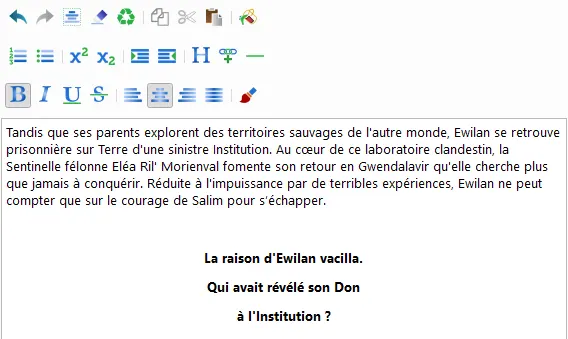 x²
x₂
H
B I U S
Tandis que ses parents explorent des territoires sauvages de l'autre monde, Ewilan se retrouve
prisonnière sur Terre d'une sinistre Institution. Au cœur de ce laboratoire clandestin, la
Sentinelle félonne Eléa Ril' Morienval fomente son retour en Gwendalavir qu'elle cherche plus
que jamais à conquérir. Réduite à l'impuissance par de terribles expériences, Ewilan ne peut
compter que sur le courage de Salim pour s'échapper.
La raison d'Ewilan vacilla.
Qui avait révélé son Don
à l'Institution ?